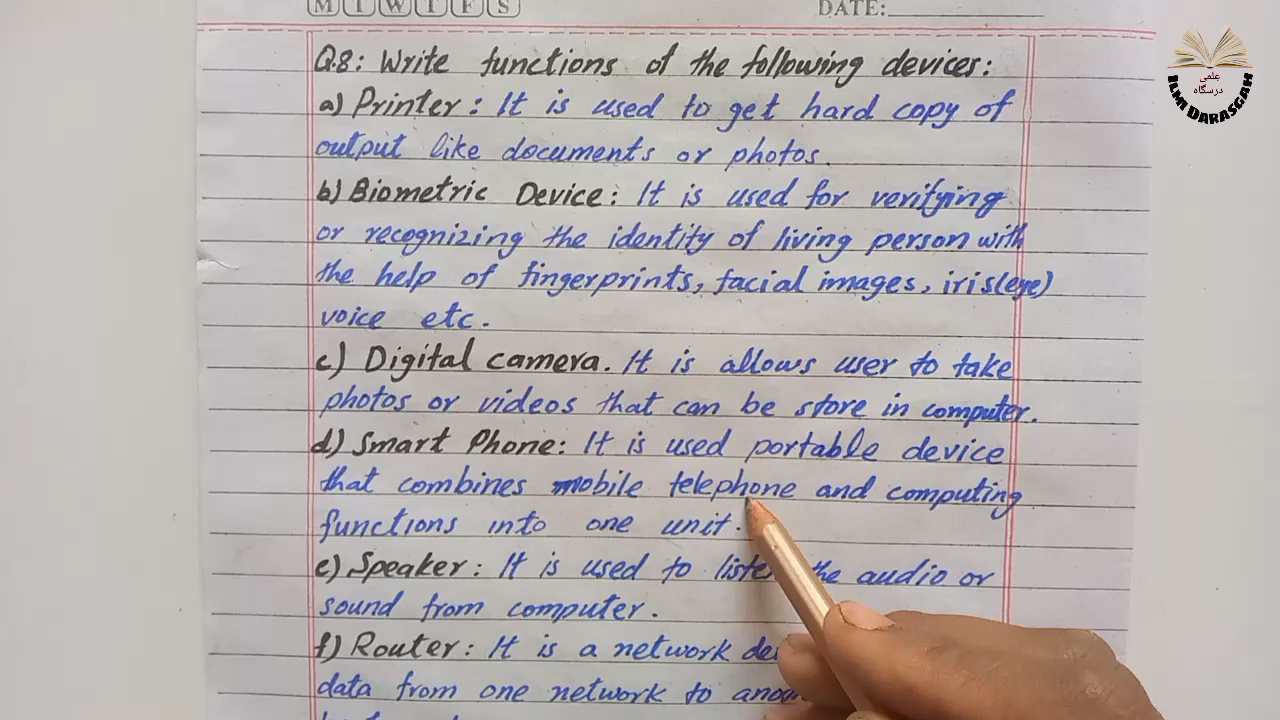 M T W T F S
DATE:
Q.8: Write functions of the following devices:
a) Printer: It is used to get hard copy of
output like documents or photos.
b) Biometric Device: It is used for verifying
or recognizing the identity of living person with
the help of fingerprints, facial images, iris(eye)
voice etc.
c) Digital camera. It is allows user to take
photos or videos that can be store in computer.
d) Smart Phone: It is used portable device
that combines mobile telephone and computing
functions into one unit.
e) Speaker: It is used to listen the audio or
sound from computer.
f) Router: It is a network
data from one network to
علمی
درسگاه
ILMI DARASGAH